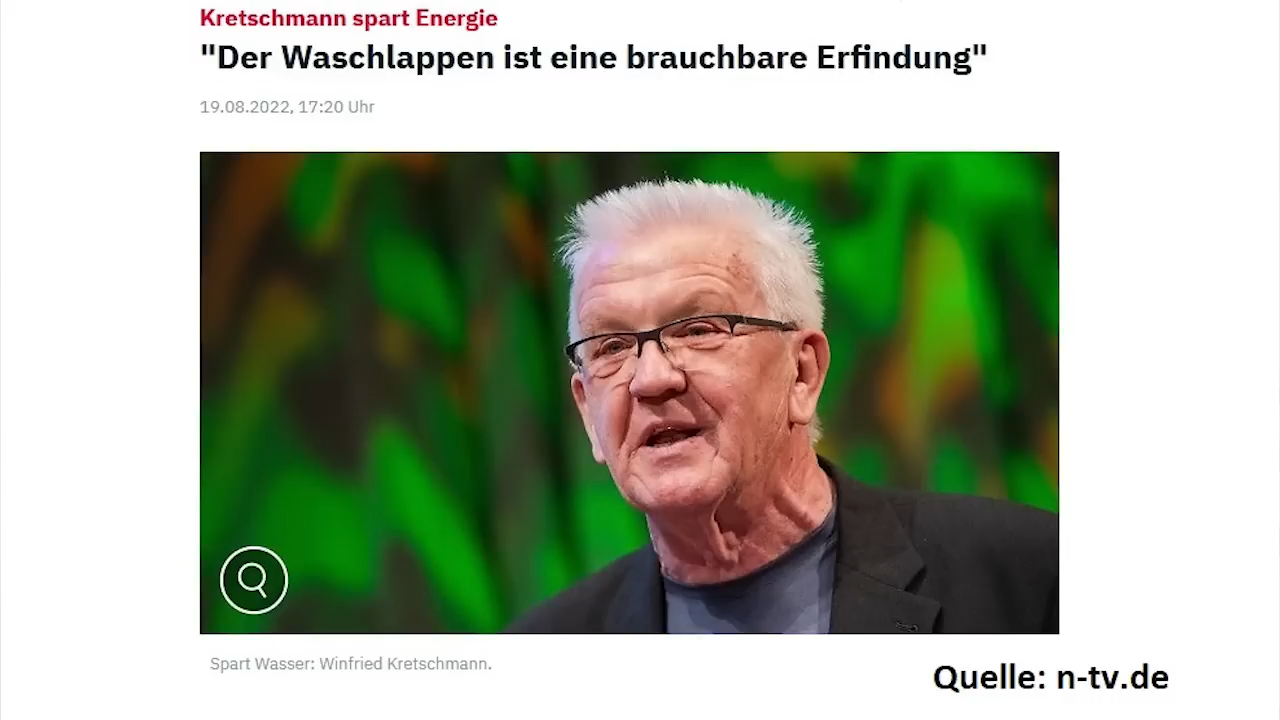 Kretschmann spart Energie
"Der Waschlappen ist eine brauchbare Erfindung"
19.08.2022, 17:20 Uhr
Spart Wasser: Winfried Kretschmann.
Quelle: n-tv.de